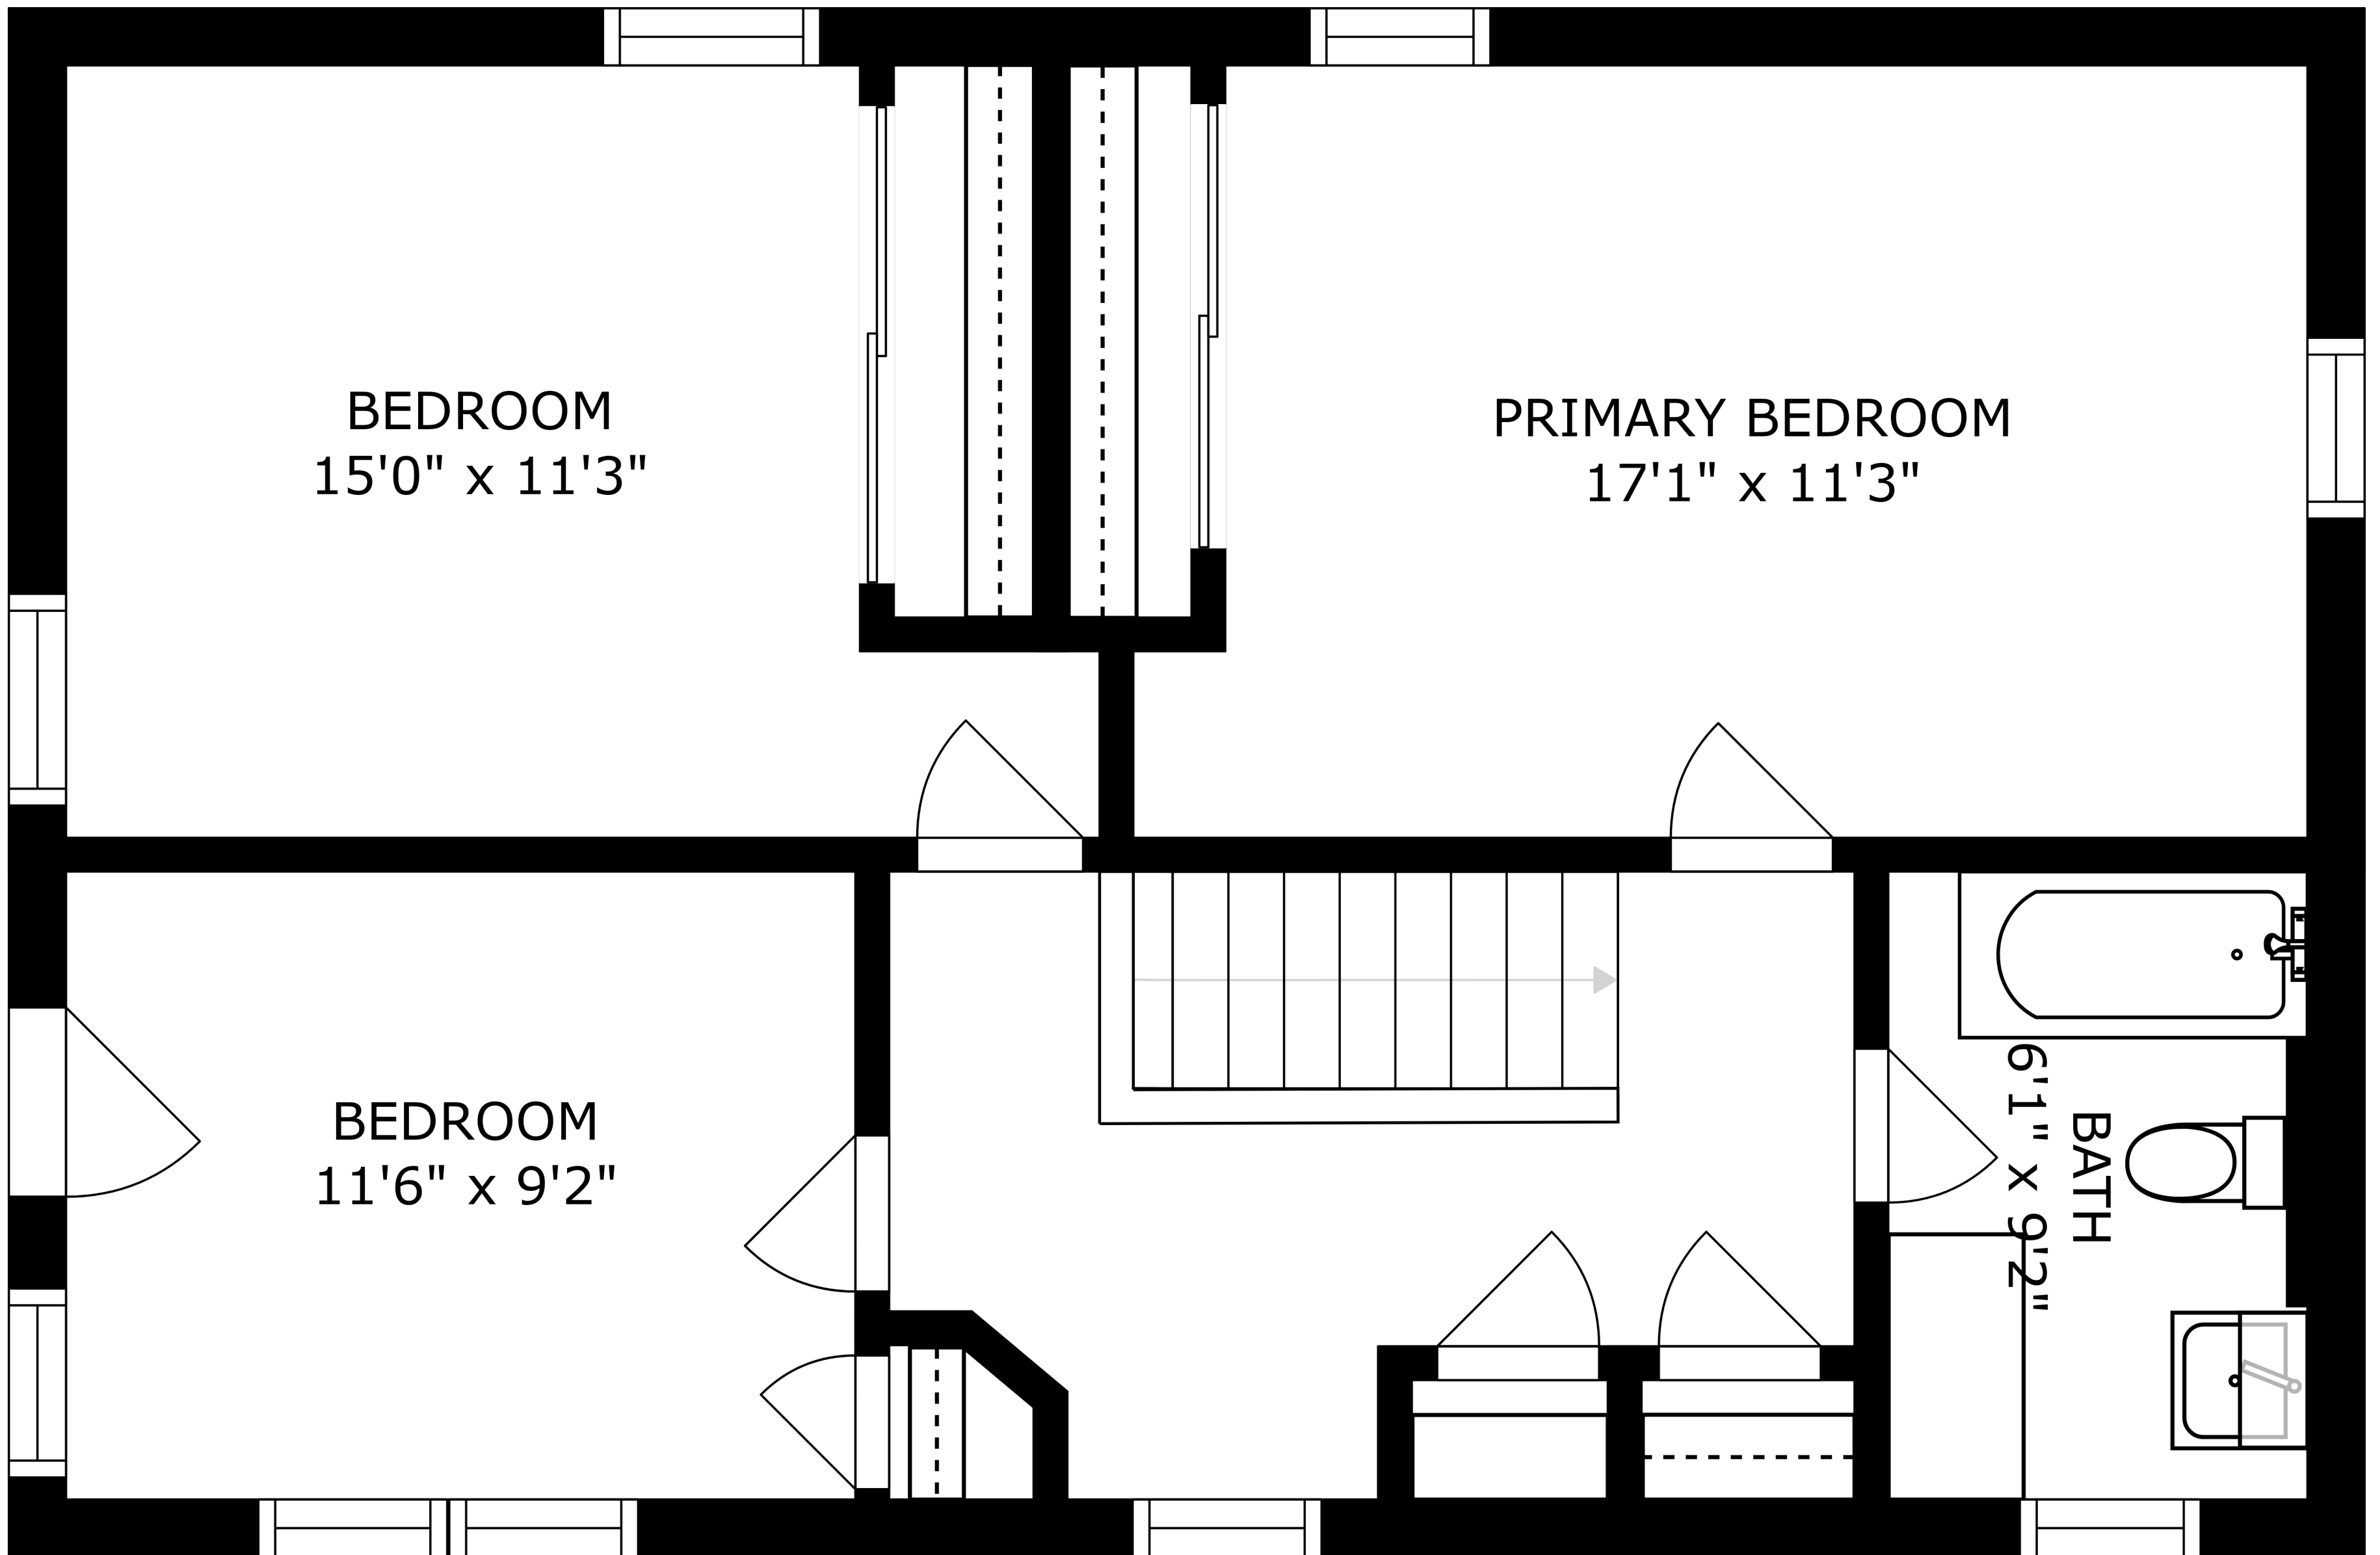 BEDROOM
15'0" x 11'3"
PRIMARY BEDROOM
17'1" x 11'3"
BEDROOM
11'6" x 9'2"
BATH
6'1" x 9'2"